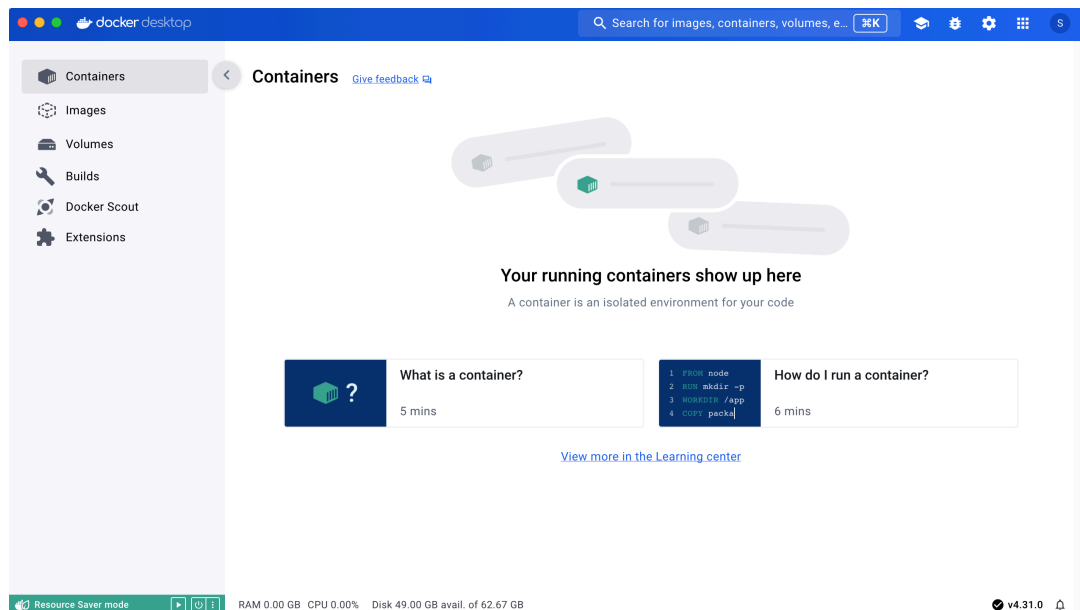 docker desktop
Search for images, containers, volumes, e... ⌘K
S
Containers
Images
Volumes
Builds
Docker Scout
Extensions
Containers
Give feedback
Your running containers show up here
A container is an isolated environment for your code
?
What is a container?
5 mins
1 FROM node
2 RUN mkdir -p
3 WORKDIR /app
4 COPY packa
How do I run a container?
6 mins
View more in the Learning center
Resource Saver mode
RAM 0.00 GB CPU 0.00% Disk 49.00 GB avail. of 62.67 GB
v4.31.0